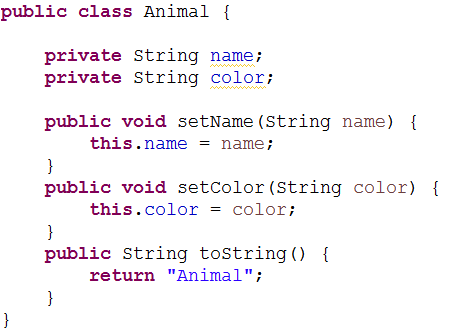 public class Animal {
    private String name;
    private String color;
    public void setName(String name) {
        this.name = name;
    }
    public void setColor(String color) {
        this.color = color;
    }
    public String toString() {
        return "Animal";
    }
}